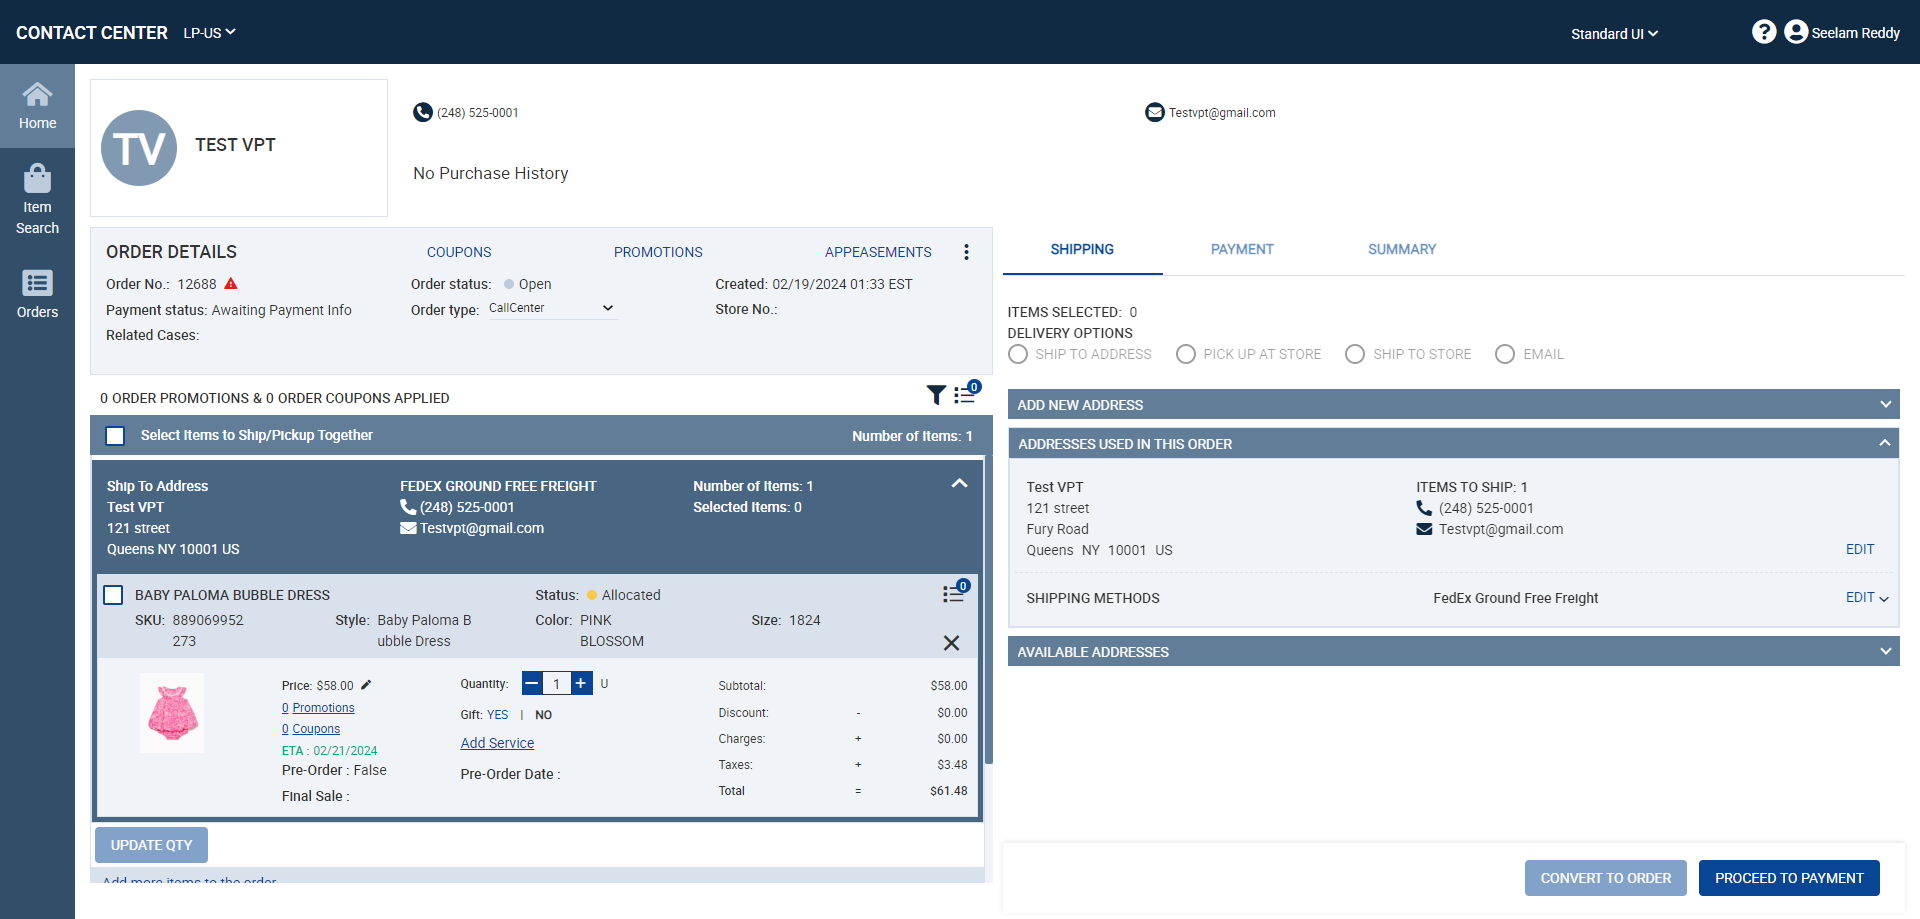 CONTACT CENTER LP-US
Standard UI
? Seelam Reddy
Home
Item
Search
Orders
TV
TEST VPT
(248) 525-0001
Testvpt@gmail.com
No Purchase History
ORDER DETAILS
COUPONS
PROMOTIONS
APPEASEMENTS
Order No.: 12688
Order status: Open
Created: 02/19/2024 01:33 EST
Payment status: Awaiting Payment Info
Order type: CallCenter
Store No.:
Related Cases:
0 ORDER PROMOTIONS & 0 ORDER COUPONS APPLIED
0
Select Items to Ship/Pickup Together
Number of Items: 1
Ship To Address
Test VPT
121 street
Queens NY 10001 US
FEDEX GROUND FREE FREIGHT
(248) 525-0001
Testvpt@gmail.com
Number of Items: 1
Selected Items: 0
BABY PALOMA BUBBLE DRESS
Status: Allocated
0
SKU: 889069952
273
Style: Baby Paloma B
ubble Dress
Color: PINK
BLOSSOM
Size: 1824
Price: $58.00
0 Promotions
0 Coupons
ETA : 02/21/2024
Pre-Order : False
Final Sale :
Quantity: 1 + U
Gift: YES | NO
Add Service
Pre-Order Date :
Subtotal: $58.00
Discount: - $0.00
Charges: + $0.00
Taxes: + $3.48
Total = $61.48
UPDATE QTY
Add more items to the order
SHIPPING
PAYMENT
SUMMARY
ITEMS SELECTED: 0
DELIVERY OPTIONS
SHIP TO ADDRESS
PICK UP AT STORE
SHIP TO STORE
EMAIL
ADD NEW ADDRESS
ADDRESSES USED IN THIS ORDER
Test VPT
121 street
Fury Road
Queens NY 10001 US
ITEMS TO SHIP: 1
(248) 525-0001
Testvpt@gmail.com
EDIT
SHIPPING METHODS
FedEx Ground Free Freight
EDIT
AVAILABLE ADDRESSES
CONVERT TO ORDER
PROCEED TO PAYMENT